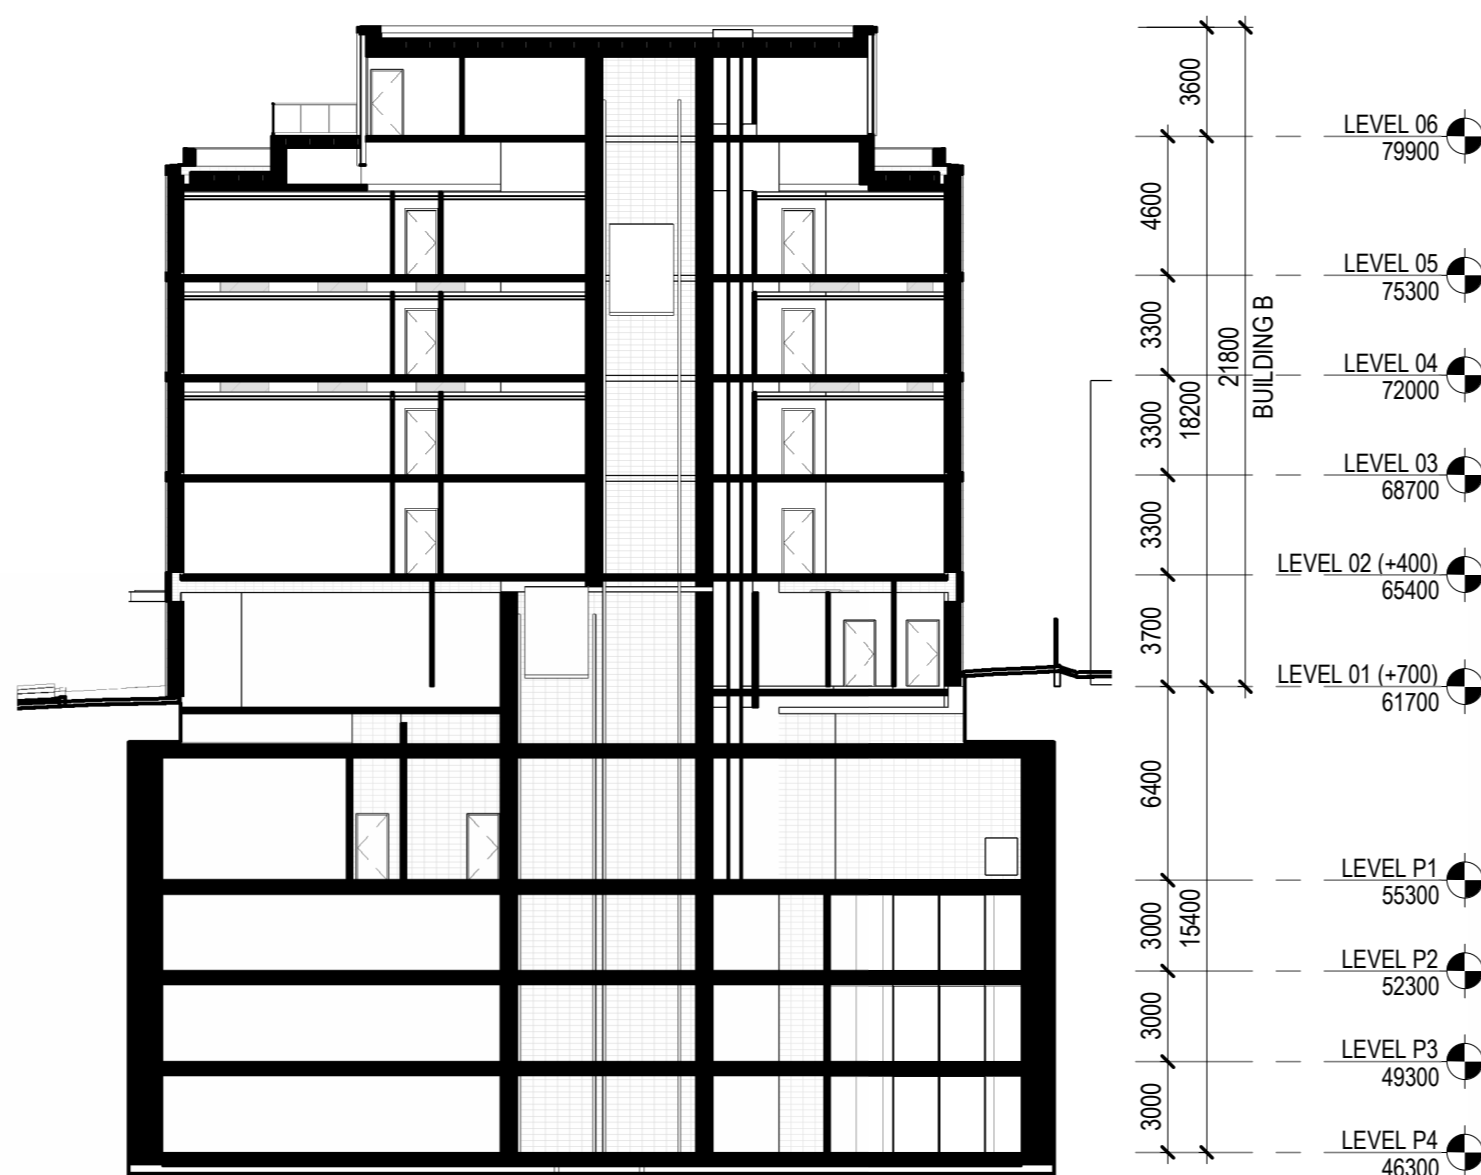 3600
LEVEL 06
79900
4600
LEVEL 05
75300
3300
21800
BUILDING B
LEVEL 04
72000
3300
18200
LEVEL 03
68700
3300
LEVEL 02 (+400)
65400
3700
LEVEL 01 (+700)
61700
6400
LEVEL P1
55300
3000
15400
LEVEL P2
52300
3000
LEVEL P3
49300
3000
LEVEL P4
46300